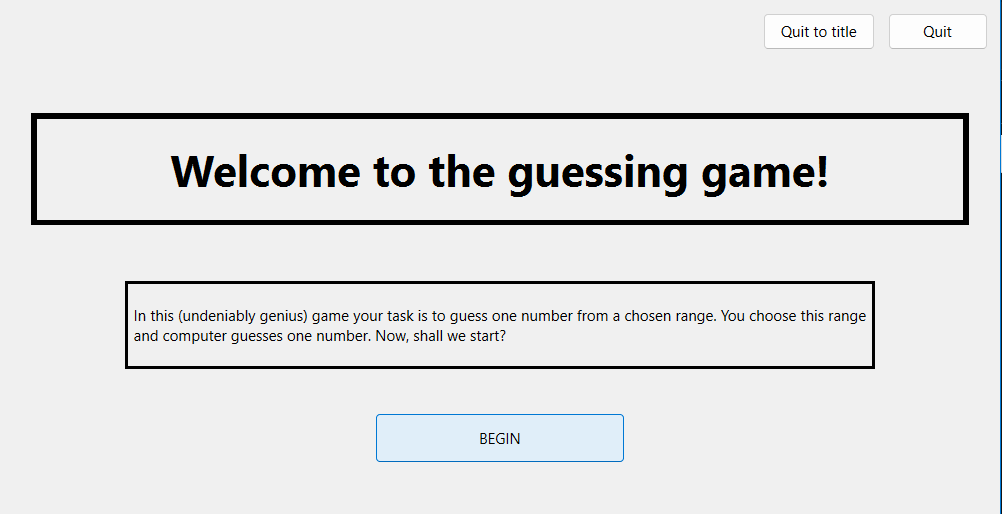 Quit to title
Quit
Welcome to the guessing game!
In this (undeniably genius) game your task is to guess one number from a chosen range. You choose this range
and computer guesses one number. Now, shall we start?
BEGIN